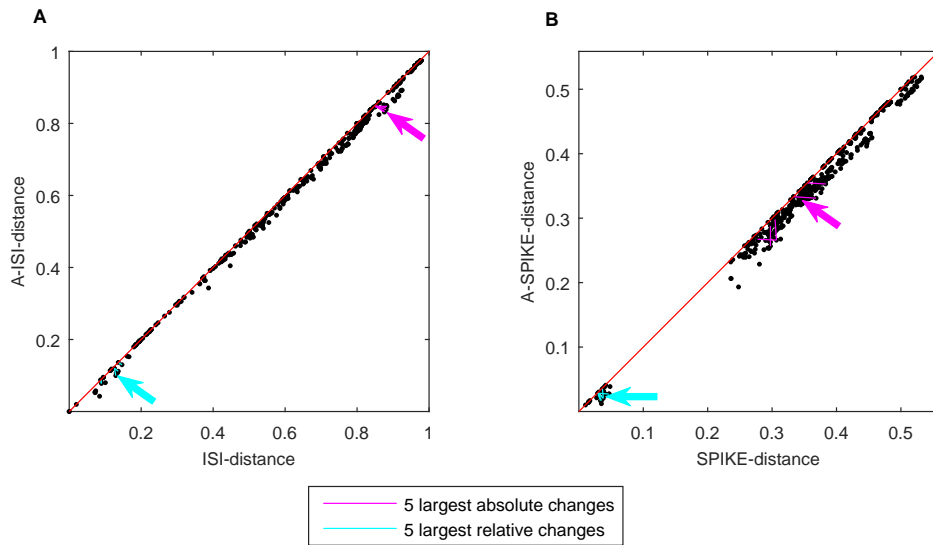 A
B
1
0.8
0.6
0.4
0.2
A-ISI-distance
0.2
0.4
0.6
0.8
1
ISI-distance
0.5
0.4
0.3
0.2
0.1
A-SPIKE-distance
0.1
0.2
0.3
0.4
0.5
SPIKE-distance
5 largest absolute changes
5 largest relative changes